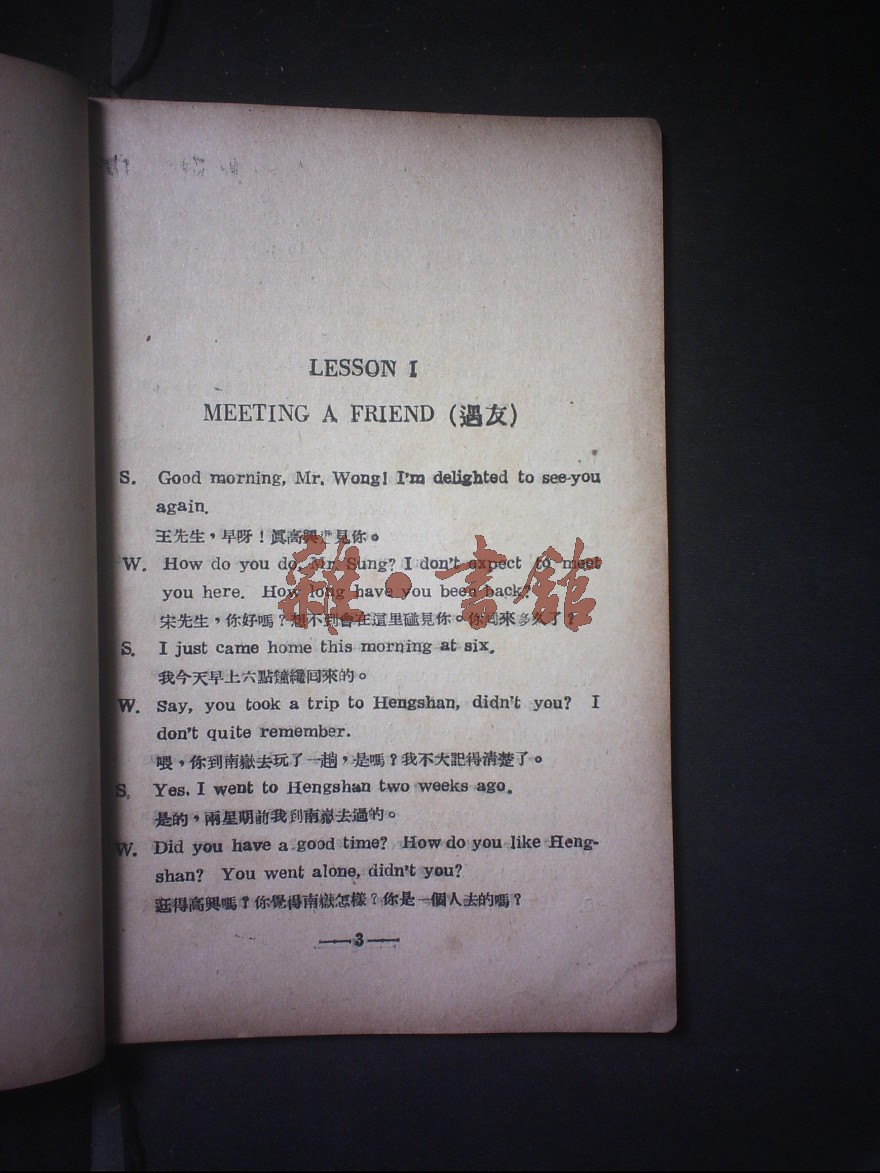 LESSON I
MEETING A FRIEND (遇友)
S. Good morning, Mr. Wong! I'm delighted to see-you
again.
王先生，早呀！眞高興見你。
W. How do you do, Mr. Sung? I don't expect to meet
you here. How long have you been back?
宋先生，你好嗎？想不到會在這里碰見你。你回來多久了？
S. I just came home this morning at six.
我今天早上六點鐘纔回來的。
W. Say, you took a trip to Hengshan, didn't you? I
don't quite remember.
喂，你到南嶽去玩了一趟，是嗎？我不大記得清楚了。
S. Yes. I went to Hengshan two weeks ago.
是的，兩星期前我到南嶽去過的。
W. Did you have a good time? How do you like Heng-
shan? You went alone, didn't you?
逛得高興嗎？你覺得南嶽怎樣？你是一個人去的嗎？
3
雜·書館